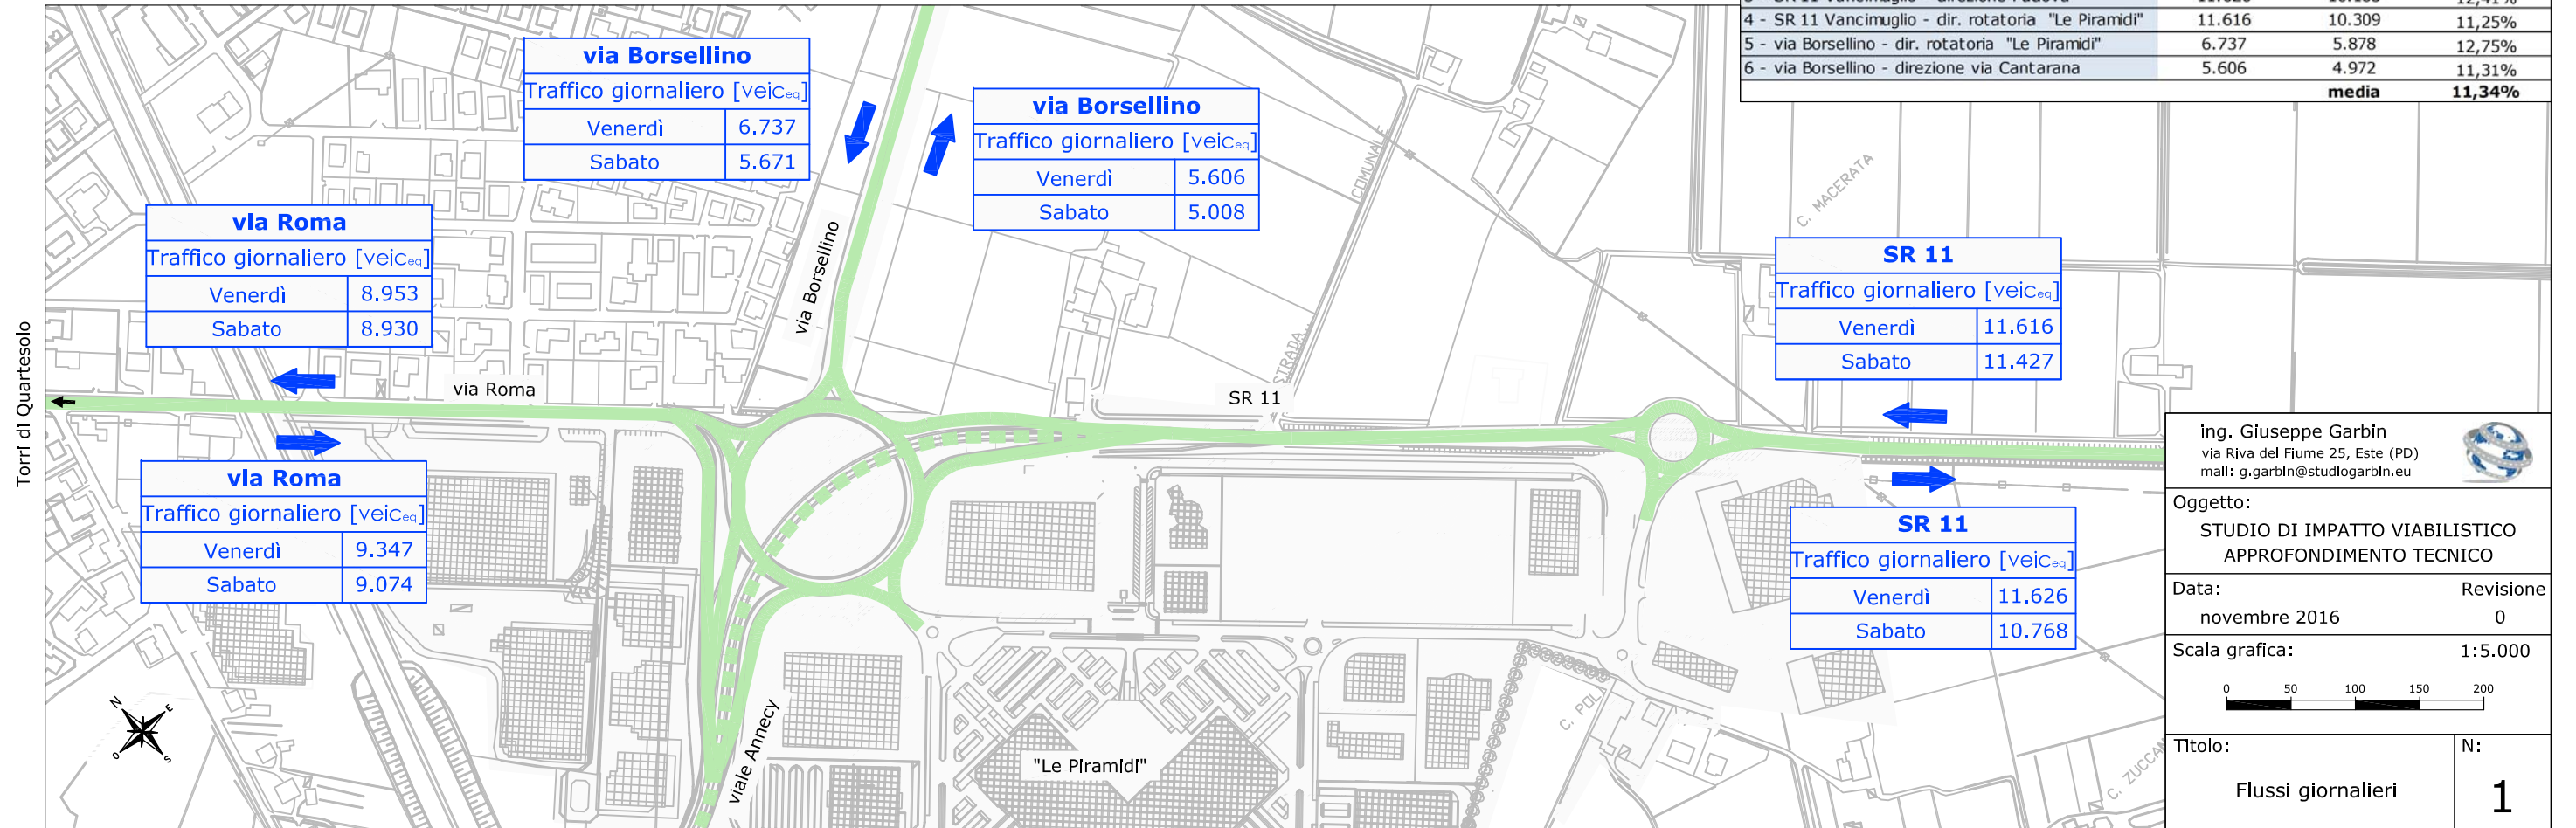 4 - SR 11 Vancimuglio - dir. rotatoria "Le Piramidi" 11.616 10.309 11,25%
5 - via Borsellino - dir. rotatoria "Le Piramidi" 6.737 5.878 12,75%
6 - via Borsellino - direzione via Cantarana 5.606 4.972 11,31%
media 11,34%
via Borsellino
Traffico giornaliero [veiceq]
Venerdì 6.737
Sabato 5.671
via Borsellino
Traffico giornaliero [veiceq]
Venerdì 5.606
Sabato 5.008
via Roma
Traffico giornaliero [veiceq]
Venerdì 8.953
Sabato 8.930
via Borsellino
COMUNALE
C. MACERATA
SR 11
Traffico giornaliero [veiceq]
Venerdì 11.616
Sabato 11.427
Torri di Quartesolo
via Roma
STRADA
SR 11
via Roma
Traffico giornaliero [veiceq]
Venerdì 9.347
Sabato 9.074
SR 11
Traffico giornaliero [veiceq]
Venerdì 11.626
Sabato 10.768
N
E
O
S
viale Annecy
"Le Piramidi"
C. POL
C. ZUCCAN
ing. Giuseppe Garbin
via Riva del Fiume 25, Este (PD)
mail: g.garbin@studiogarbin.eu
Oggetto:
STUDIO DI IMPATTO VIABILISTICO
APPROFONDIMENTO TECNICO
Data: Revisione
novembre 2016 0
Scala grafica: 1:5.000
0 50 100 150 200
Titolo: N:
Flussi giornalieri 1